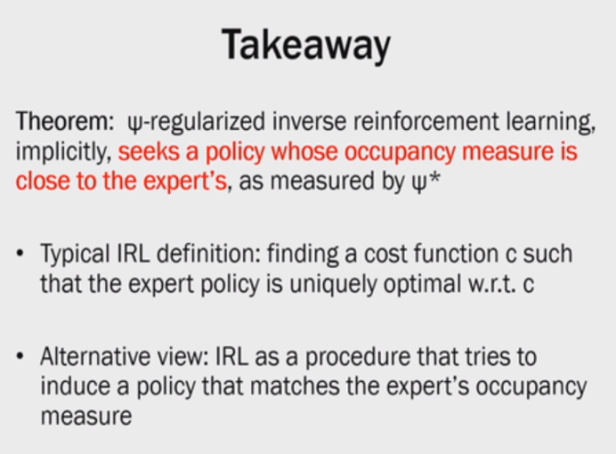 Takeaway
Theorem: ψ-regularized inverse reinforcement learning,
implicitly, seeks a policy whose occupancy measure is
close to the expert's, as measured by ψ*
• Typical IRL definition: finding a cost function c such
that the expert policy is uniquely optimal w.r.t. c
• Alternative view: IRL as a procedure that tries to
induce a policy that matches the expert's occupancy
measure